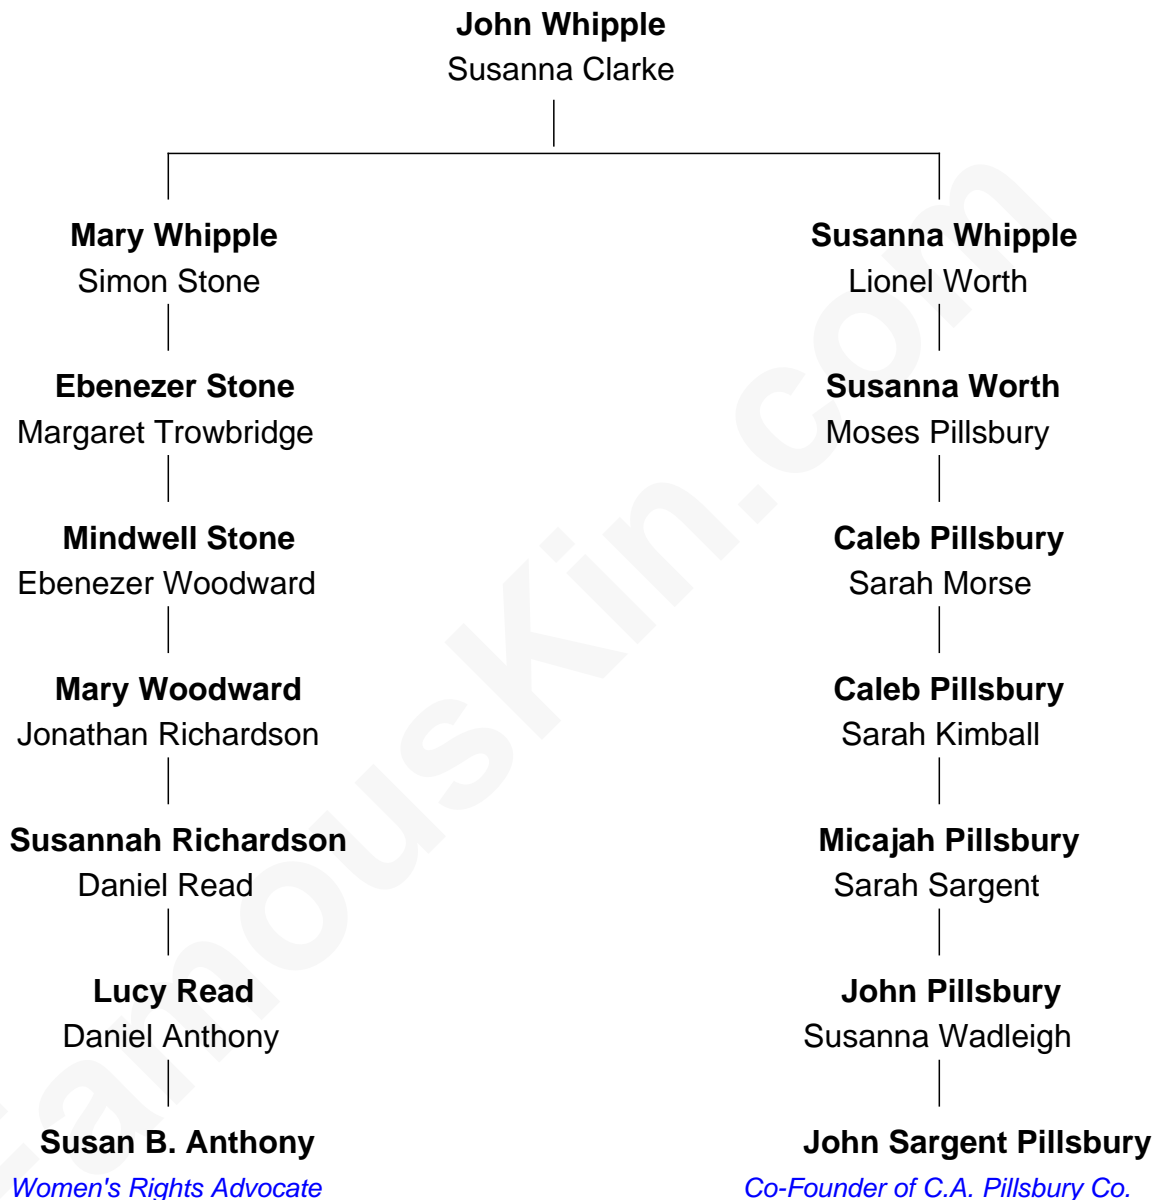 John Whipple
Susanna Clarke
Mary Whipple
Simon Stone
Susanna Whipple
Lionel Worth
Ebenezer Stone
Margaret Trowbridge
Susanna Worth
Moses Pillsbury
Mindwell Stone
Ebenezer Woodward
Caleb Pillsbury
Sarah Morse
Mary Woodward
Jonathan Richardson
Caleb Pillsbury
Sarah Kimball
Susannah Richardson
Daniel Read
Micajah Pillsbury
Sarah Sargent
Lucy Read
Daniel Anthony
John Pillsbury
Susanna Wadleigh
Susan B. Anthony
Women's Rights Advocate
John Sargent Pillsbury
Co-Founder of C.A. Pillsbury Co.
FamousKin.com